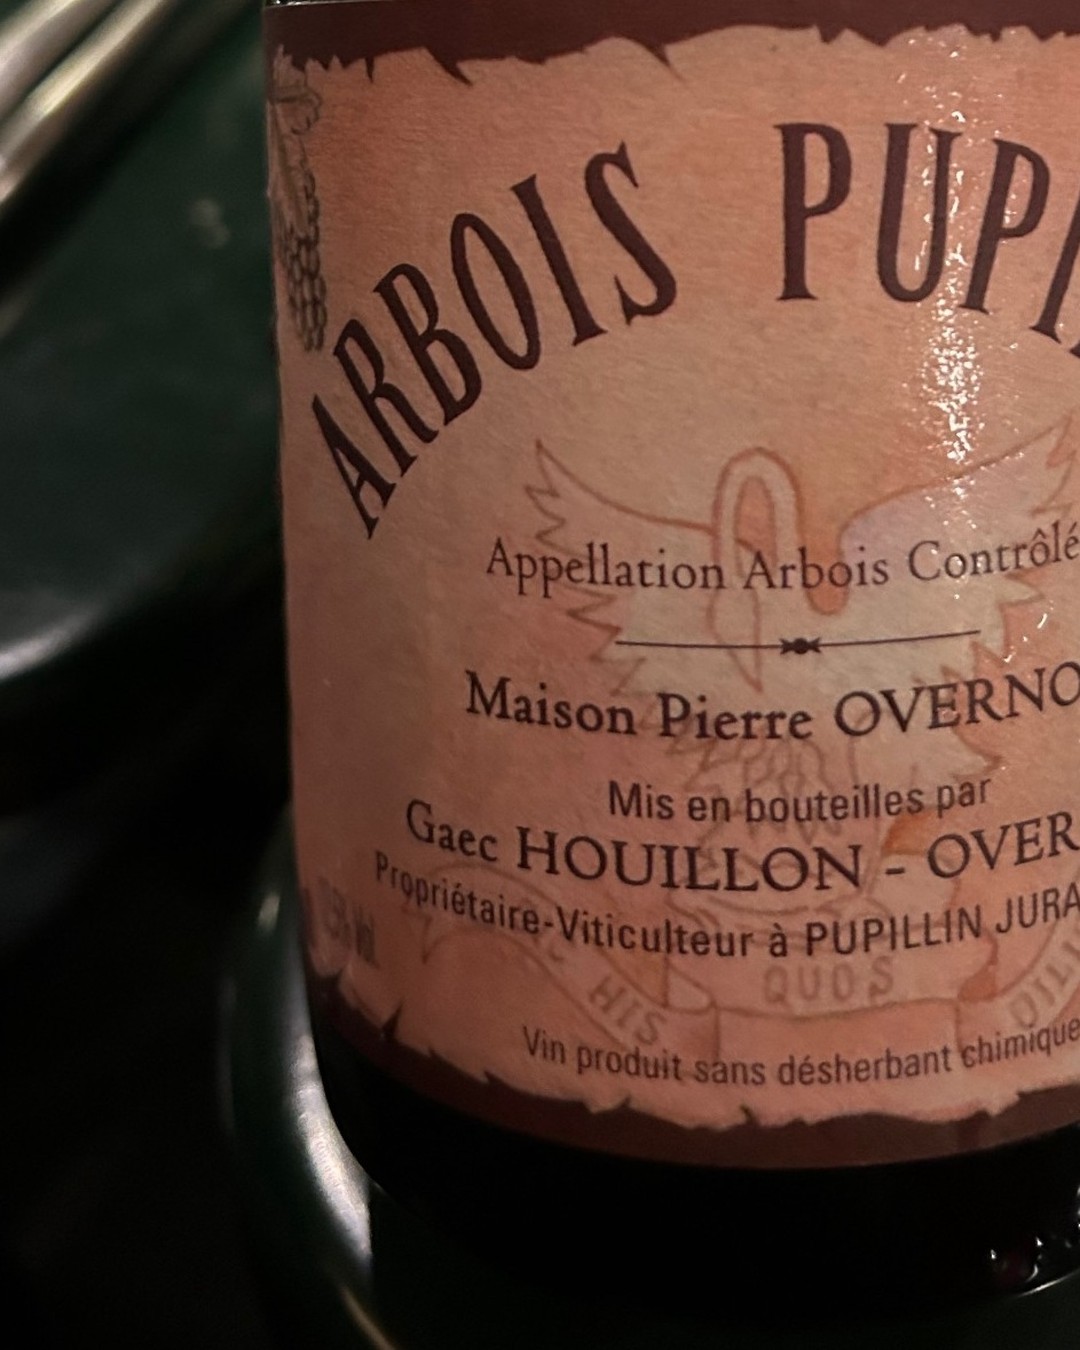 ARBOIS PUPI
Appellation Arbois Contrôlé
Maison Pierre OVERNO
Mis en bouteilles par
Gaec HOUILLON - OVER
Propriétaire-Viticulteur à PUPILLIN JURA
HIS QUOS
Vin produit sans désherbant chimique